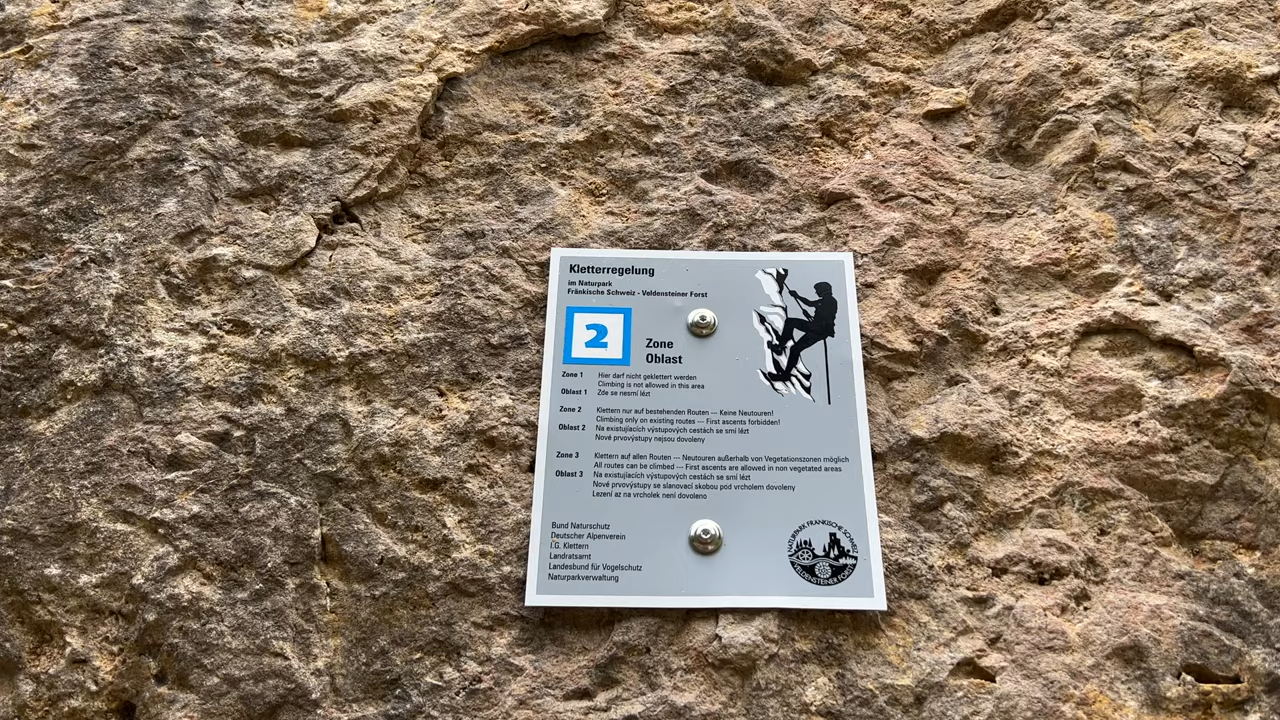 Kletterregelung
im Naturpark
Fränkische Schweiz - Veldensteiner Forst
2
Zone
Oblast
Zone 1 Hier darf nicht geklettert werden
Climbing is not allowed in this area
Oblast 1 Zde se nesmí lézt
Zone 2 Klettern nur auf bestehenden Routen --- Keine Neutouren!
Climbing only on existing routes --- First ascents forbidden!
Oblast 2 Na existujících výstupových cestách se smí lézt
Nové prvovýstupy nejsou dovoleny
Zone 3 Klettern auf allen Routen --- Neutouren außerhalb von Vegetationszonen möglich
All routes can be climbed --- First ascents are allowed in non vegetated areas
Oblast 3 Na existujících výstupových cestách se smí lézt
Nové prvovýstupy se slanovací skobou pod vrcholem dovoleny
Lezení az na vrcholek není dovoleno
Bund Naturschutz
Deutscher Alpenverein
I.G. Klettern
Landratsamt
Landesbund für Vogelschutz
Naturparkverwaltung
NATURPARK FRÄNKISCHE SCHWEIZ
VELDENSTEINER FORST